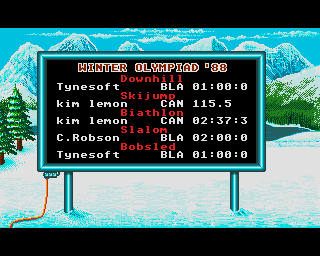 WINTER OLYMPIAD '88
Downhill
Tynesoft BLA 01:00:0
Skijump
kim lemon CAN 115.5
Biathlon
kim lemon CAN 02:37:3
Slalom
C.Robson BLA 02:00:0
Bobsled
Tynesoft BLA 01:00:0